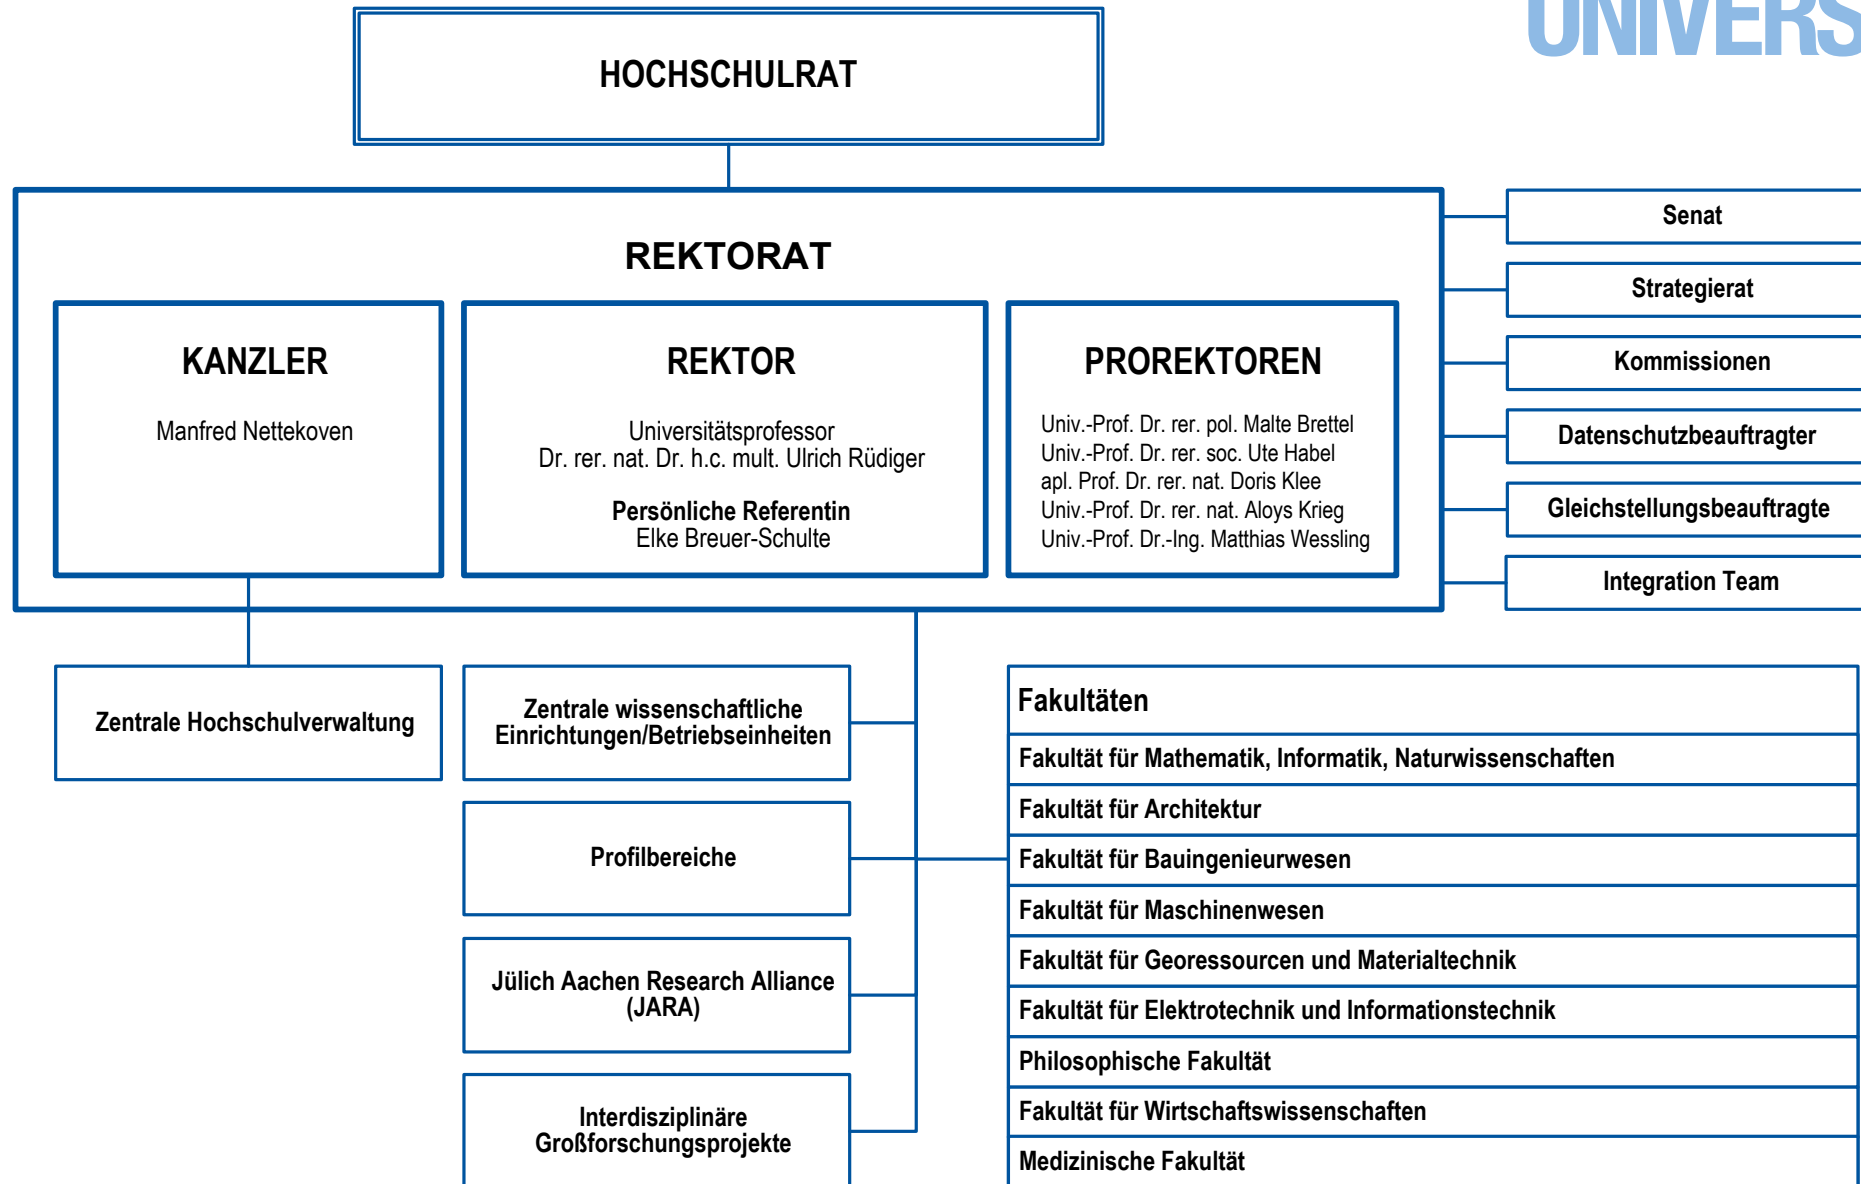 UNIVERS
HOCHSCHULRAT
REKTORAT
KANZLER
Manfred Nettekoven
REKTOR
Universitätsprofessor
Dr. rer. nat. Dr. h.c. mult. Ulrich Rüdiger
Persönliche Referentin
Elke Breuer-Schulte
PROREKTOREN
Univ.-Prof. Dr. rer. pol. Malte Brettel
Univ.-Prof. Dr. rer. soc. Ute Habel
apl. Prof. Dr. rer. nat. Doris Klee
Univ.-Prof. Dr. rer. nat. Aloys Krieg
Univ.-Prof. Dr.-Ing. Matthias Wessling
Senat
Strategierat
Kommissionen
Datenschutzbeauftragter
Gleichstellungsbeauftragte
Integration Team
Zentrale Hochschulverwaltung
Zentrale wissenschaftliche
Einrichtungen/Betriebseinheiten
Profilbereiche
Jülich Aachen Research Alliance
(JARA)
Interdisziplinäre
Großforschungsprojekte
Fakultäten
Fakultät für Mathematik, Informatik, Naturwissenschaften
Fakultät für Architektur
Fakultät für Bauingenieurwesen
Fakultät für Maschinenwesen
Fakultät für Georessourcen und Materialtechnik
Fakultät für Elektrotechnik und Informationstechnik
Philosophische Fakultät
Fakultät für Wirtschaftswissenschaften
Medizinische Fakultät